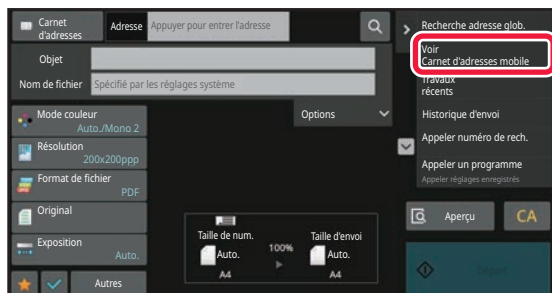 Carnet
d'adresses
Adresse
Appuyer pour entrer l'adresse
Objet
Nom de fichier
Spécifié par les réglages système
Mode couleur
Auto./Mono 2
Résolution
200x200ppp
Format de fichier
PDF
Original
Exposition
Auto.
Autres
Options
Taille de num.
Auto.
A4
100%
Taille d'envoi
Auto.
A4
Recherche adresse glob.
Voir
Carnet d'adresses mobile
Travaux
récents
Historique d'envoi
Appeler numéro de rech.
Appeler un programme
Appeler réglages enregistrés
Aperçu
CA
Départ